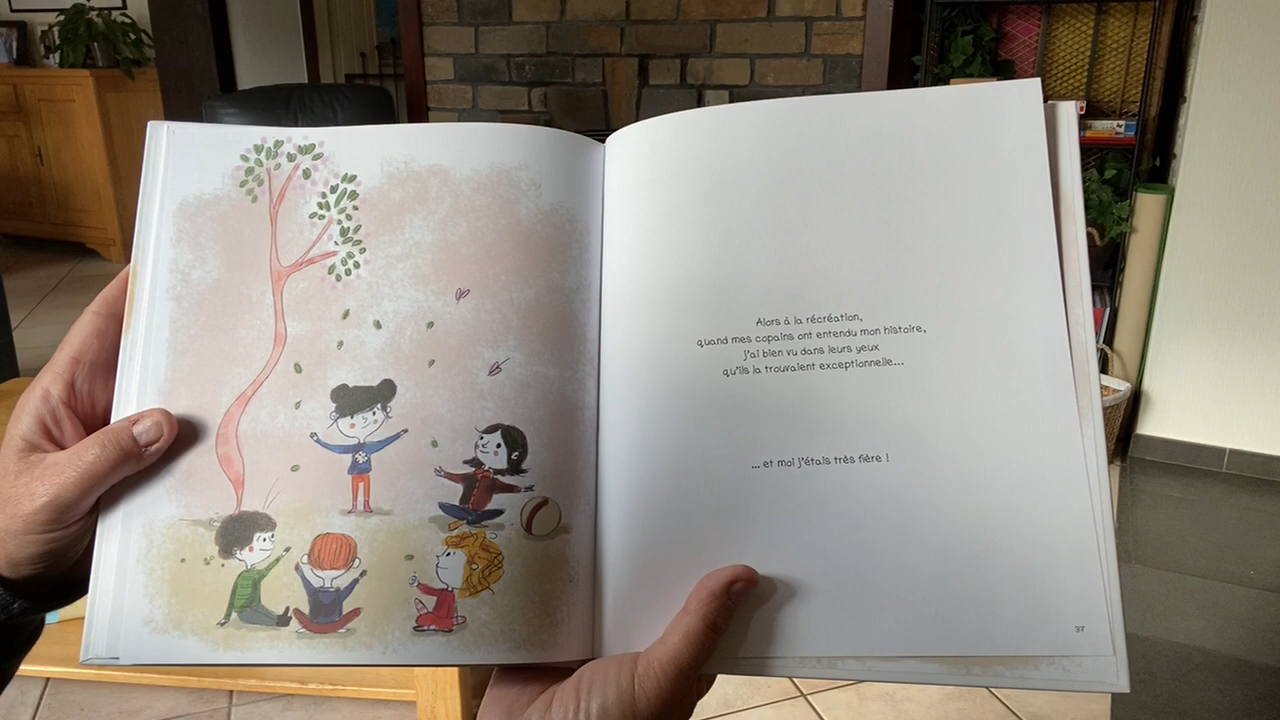 Alors à la récréation,
quand mes copains ont entendu mon histoire,
j'ai bien vu dans leurs yeux
qu'ils la trouvaient exceptionnelle...
... et moi j'étais très fière !
37